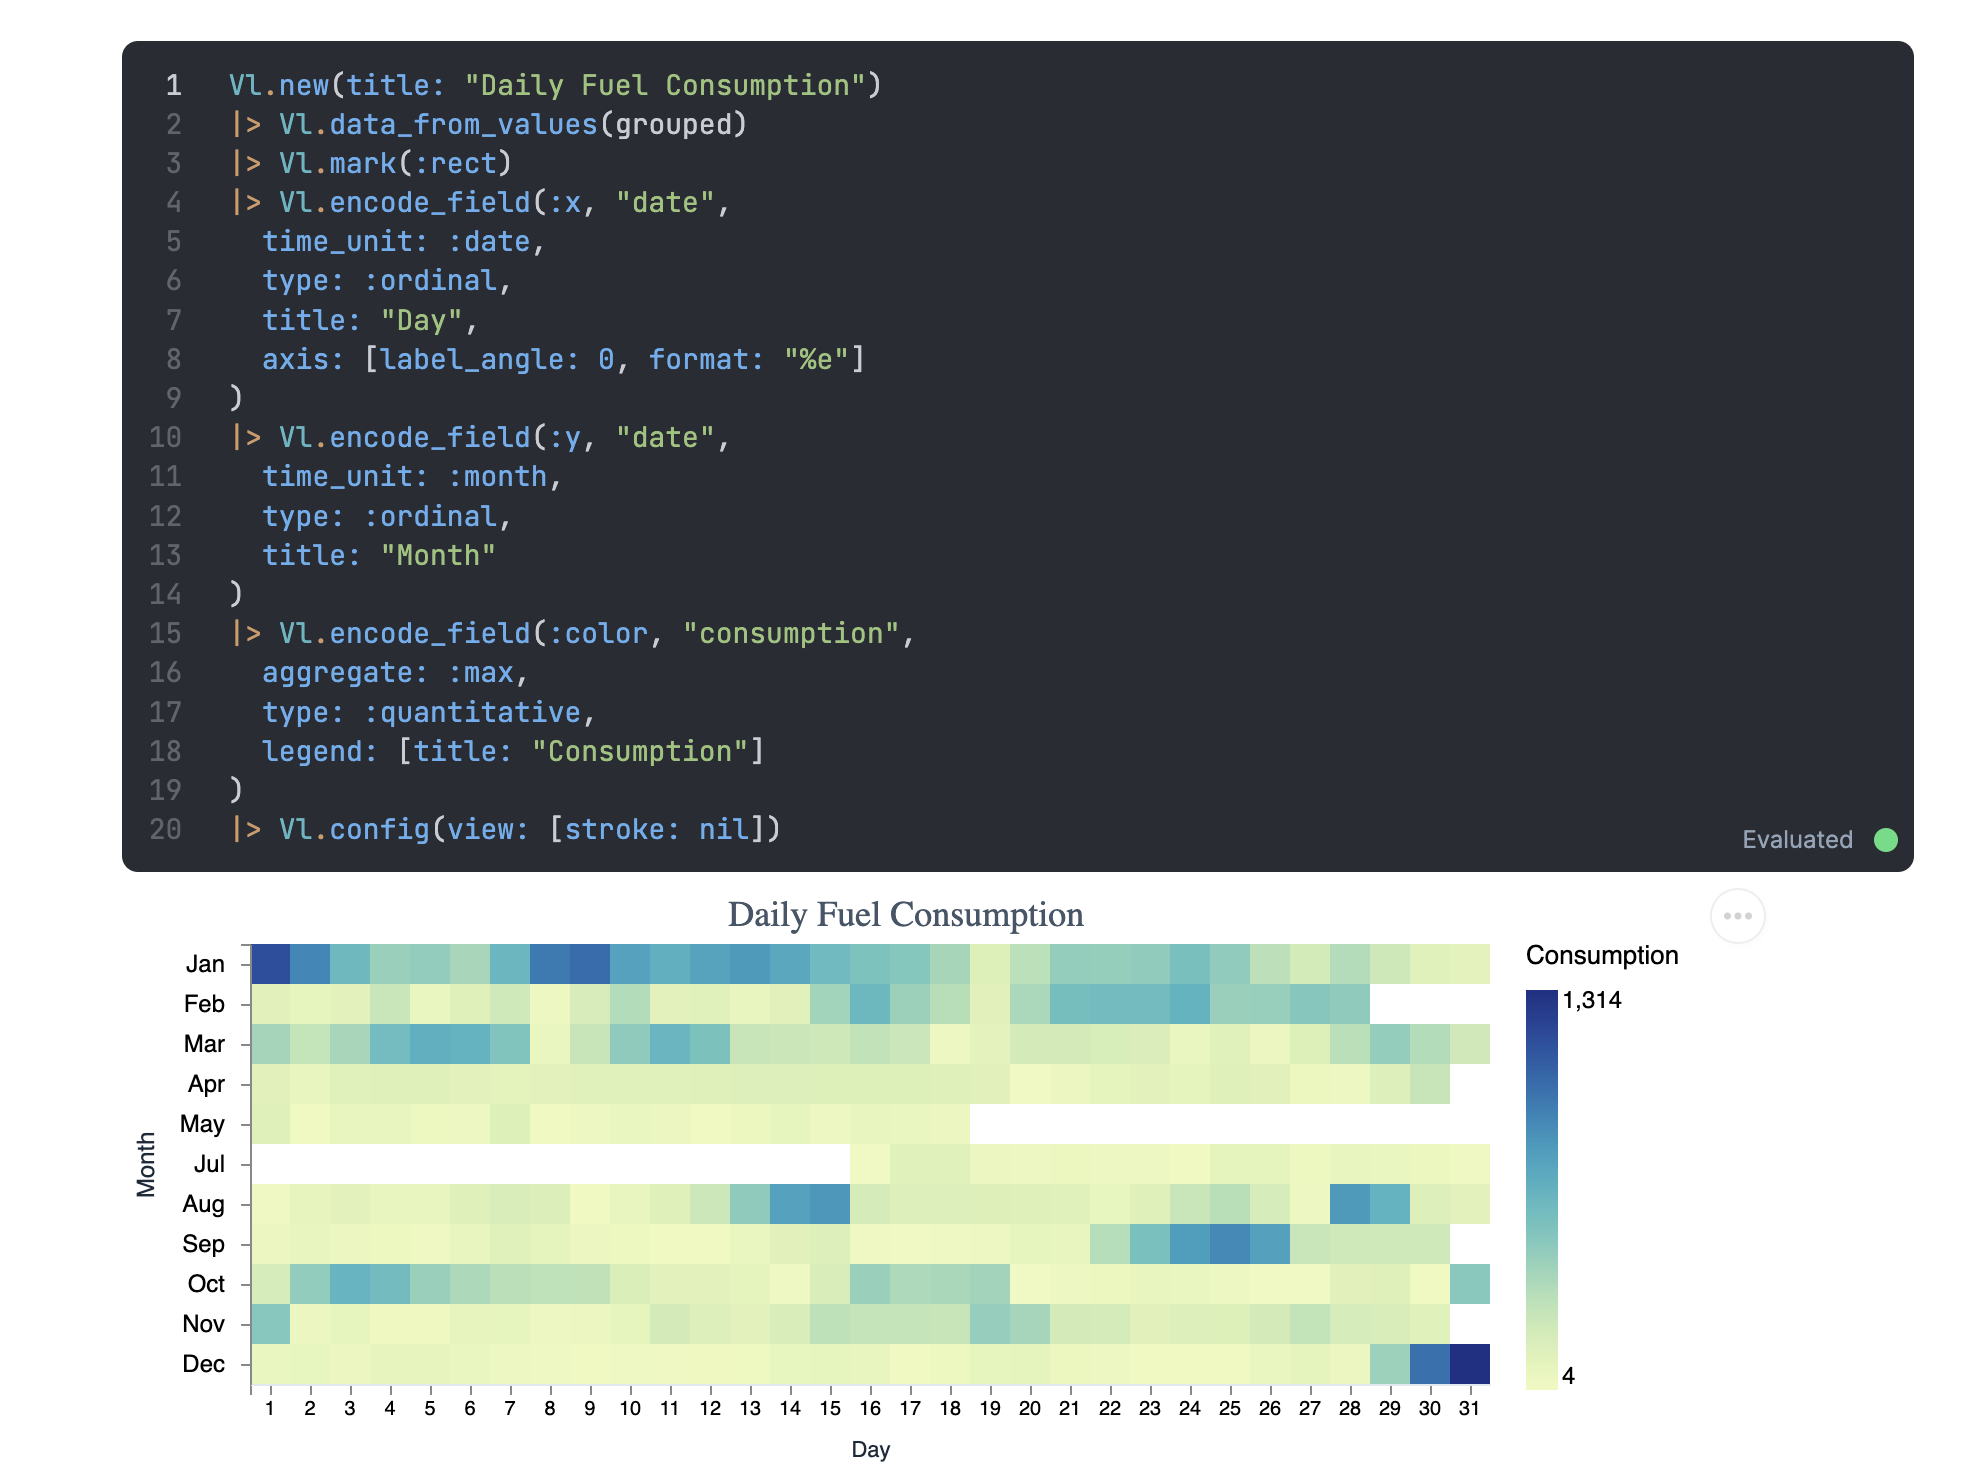 1 Vl.new(title: "Daily Fuel Consumption")
2 |> Vl.data_from_values(grouped)
3 |> Vl.mark(:rect)
4 |> Vl.encode_field(:x, "date",
5 time_unit: :date,
6 type: :ordinal,
7 title: "Day",
8 axis: [label_angle: 0, format: "%e"]
9 )
10 |> Vl.encode_field(:y, "date",
11 time_unit: :month,
12 type: :ordinal,
13 title: "Month"
14 )
15 |> Vl.encode_field(:color, "consumption",
16 aggregate: :max,
17 type: :quantitative,
18 legend: [title: "Consumption"]
19 )
20 |> Vl.config(view: [stroke: nil])
Evaluated
Daily Fuel Consumption
Month
Jan
Feb
Mar
Apr
May
Jul
Aug
Sep
Oct
Nov
Dec
1 2 3 4 5 6 7 8 9 10 11 12 13 14 15 16 17 18 19 20 21 22 23 24 25 26 27 28 29 30 31
Day
Consumption
1,314
4